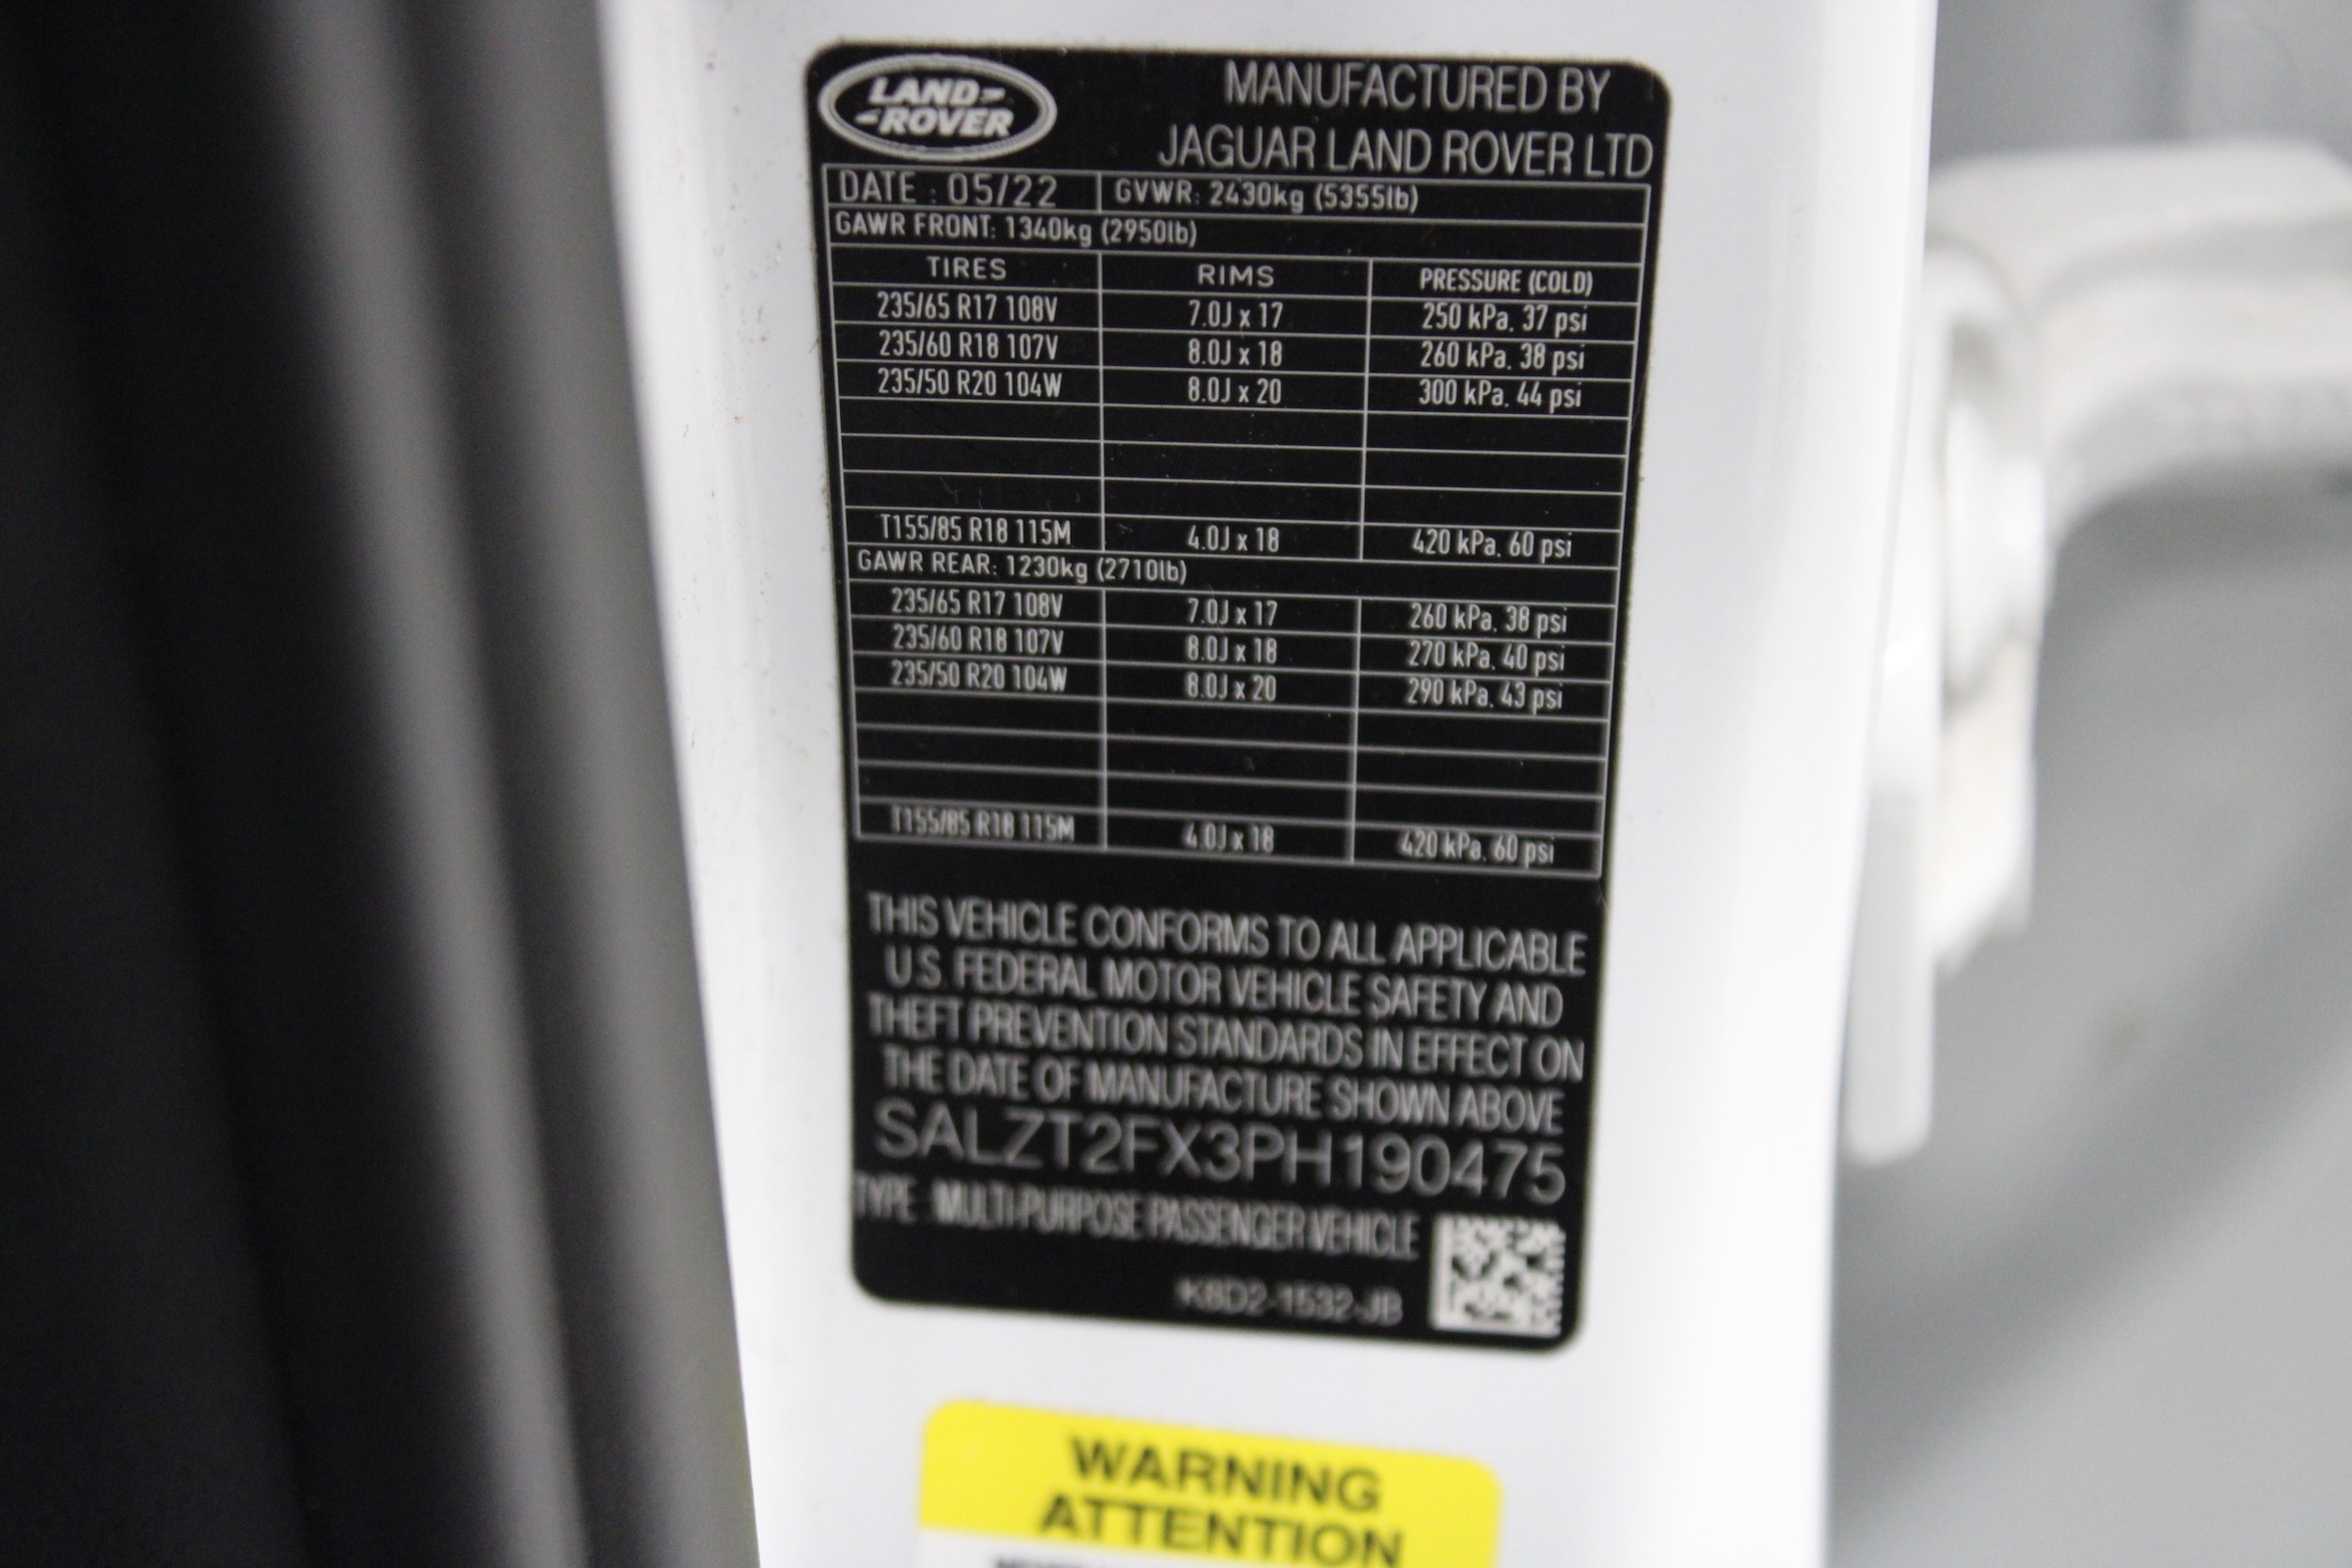 LAND-
-ROVER
MANUFACTURED BY
JAGUAR LAND ROVER LTD
DATE : 05/22 GVWR: 2430kg (5355lb)
GAWR FRONT: 1340kg (2950lb)
TIRES RIMS PRESSURE (COLD)
235/65 R17 108V 7.0J x 17 250 kPa, 37 psi
235/60 R18 107V 8.0J x 18 260 kPa, 38 psi
235/50 R20 104W 8.0J x 20 300 kPa, 44 psi
T155/85 R18 115M 4.0J x 18 420 kPa, 60 psi
GAWR REAR: 1230kg (2710lb)
235/65 R17 108V 7.0J x 17 260 kPa, 38 psi
235/60 R18 107V 8.0J x 18 270 kPa, 40 psi
235/50 R20 104W 8.0J x 20 290 kPa, 43 psi
T155/85 R18 115M 4.0J x 18 420 kPa, 60 psi
THIS VEHICLE CONFORMS TO ALL APPLICABLE
U.S. FEDERAL MOTOR VEHICLE SAFETY AND
THEFT PREVENTION STANDARDS IN EFFECT ON
THE DATE OF MANUFACTURE SHOWN ABOVE
SALZT2FX3PH190475
TYPE : MULTI-PURPOSE PASSENGER VEHICLE
K8D2-1532-JB
WARNING
ATTENTION